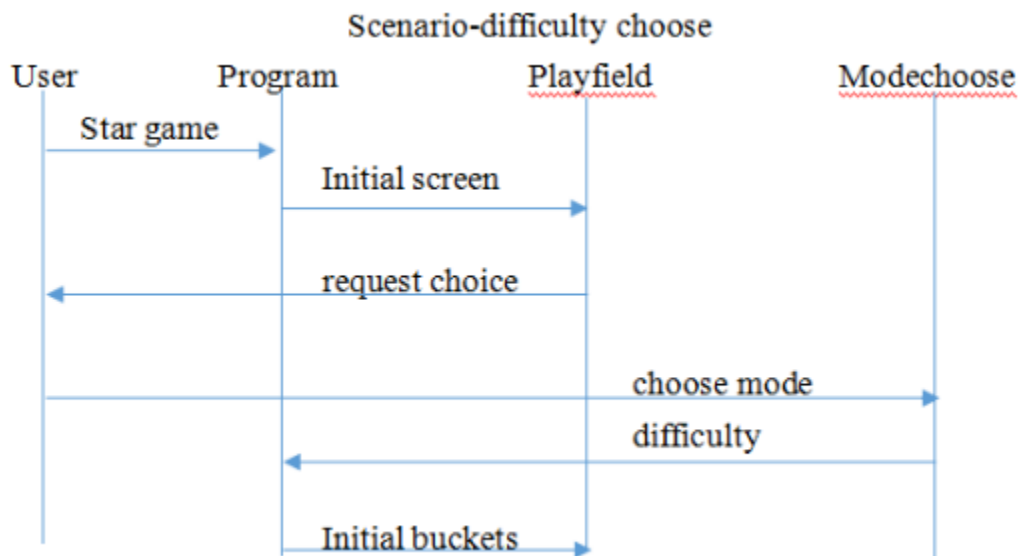 Scenario-difficulty choose
User Program Playfield Modechoose
Star game
Initial screen
request choice
choose mode
difficulty
Initial buckets